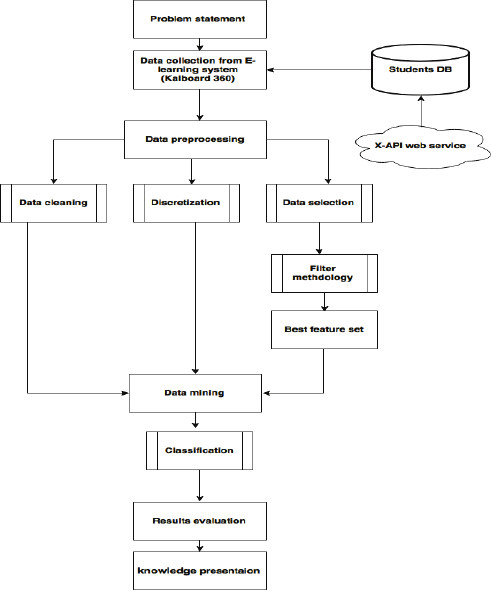 Problem statement
Data collection from E-
learning system
(Kalboard 360)
Students DB
X-API web service
Data preprocessing
Data cleaning
Discretization
Data selection
Filter
methdology
Best feature set
Data mining
Classification
Results evaluation
knowledge presentaion